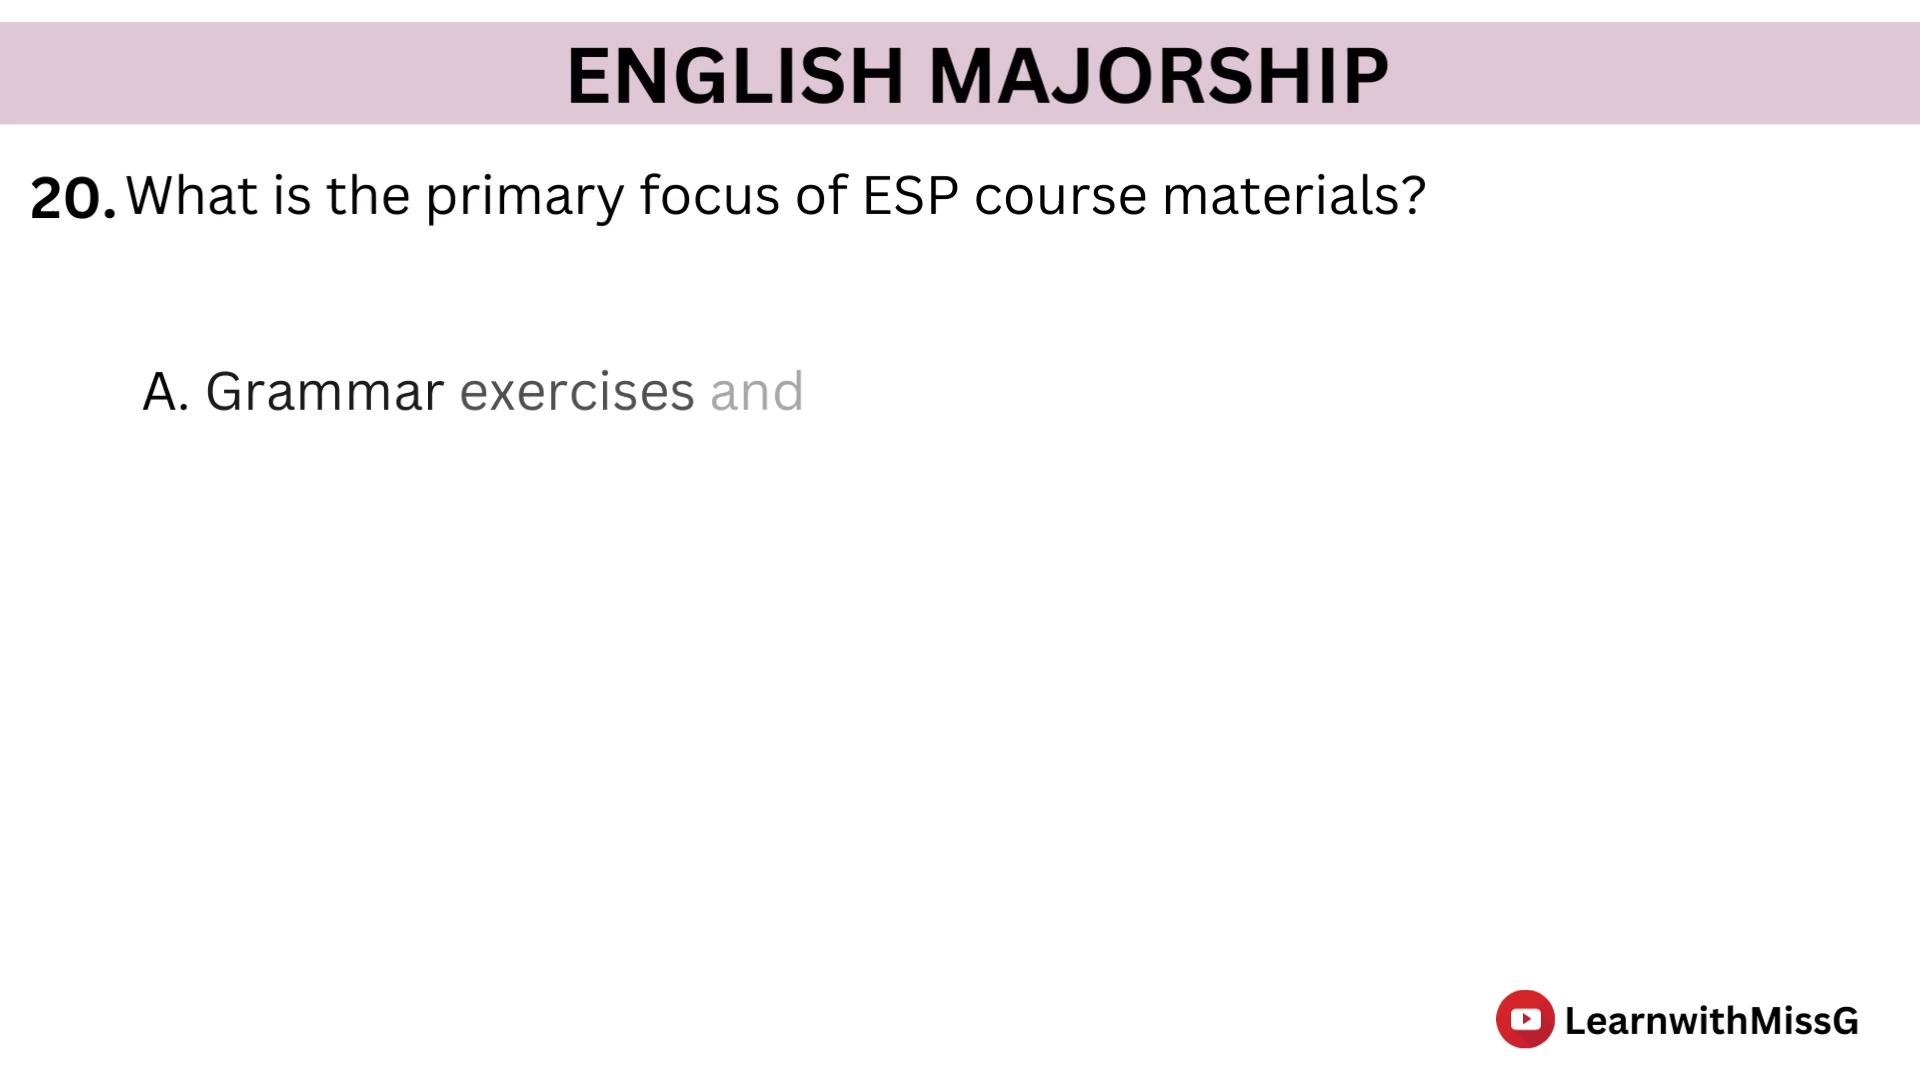 ENGLISH MAJORSHIP
20. What is the primary focus of ESP course materials?
A. Grammar exercises and
LearnwithMissG